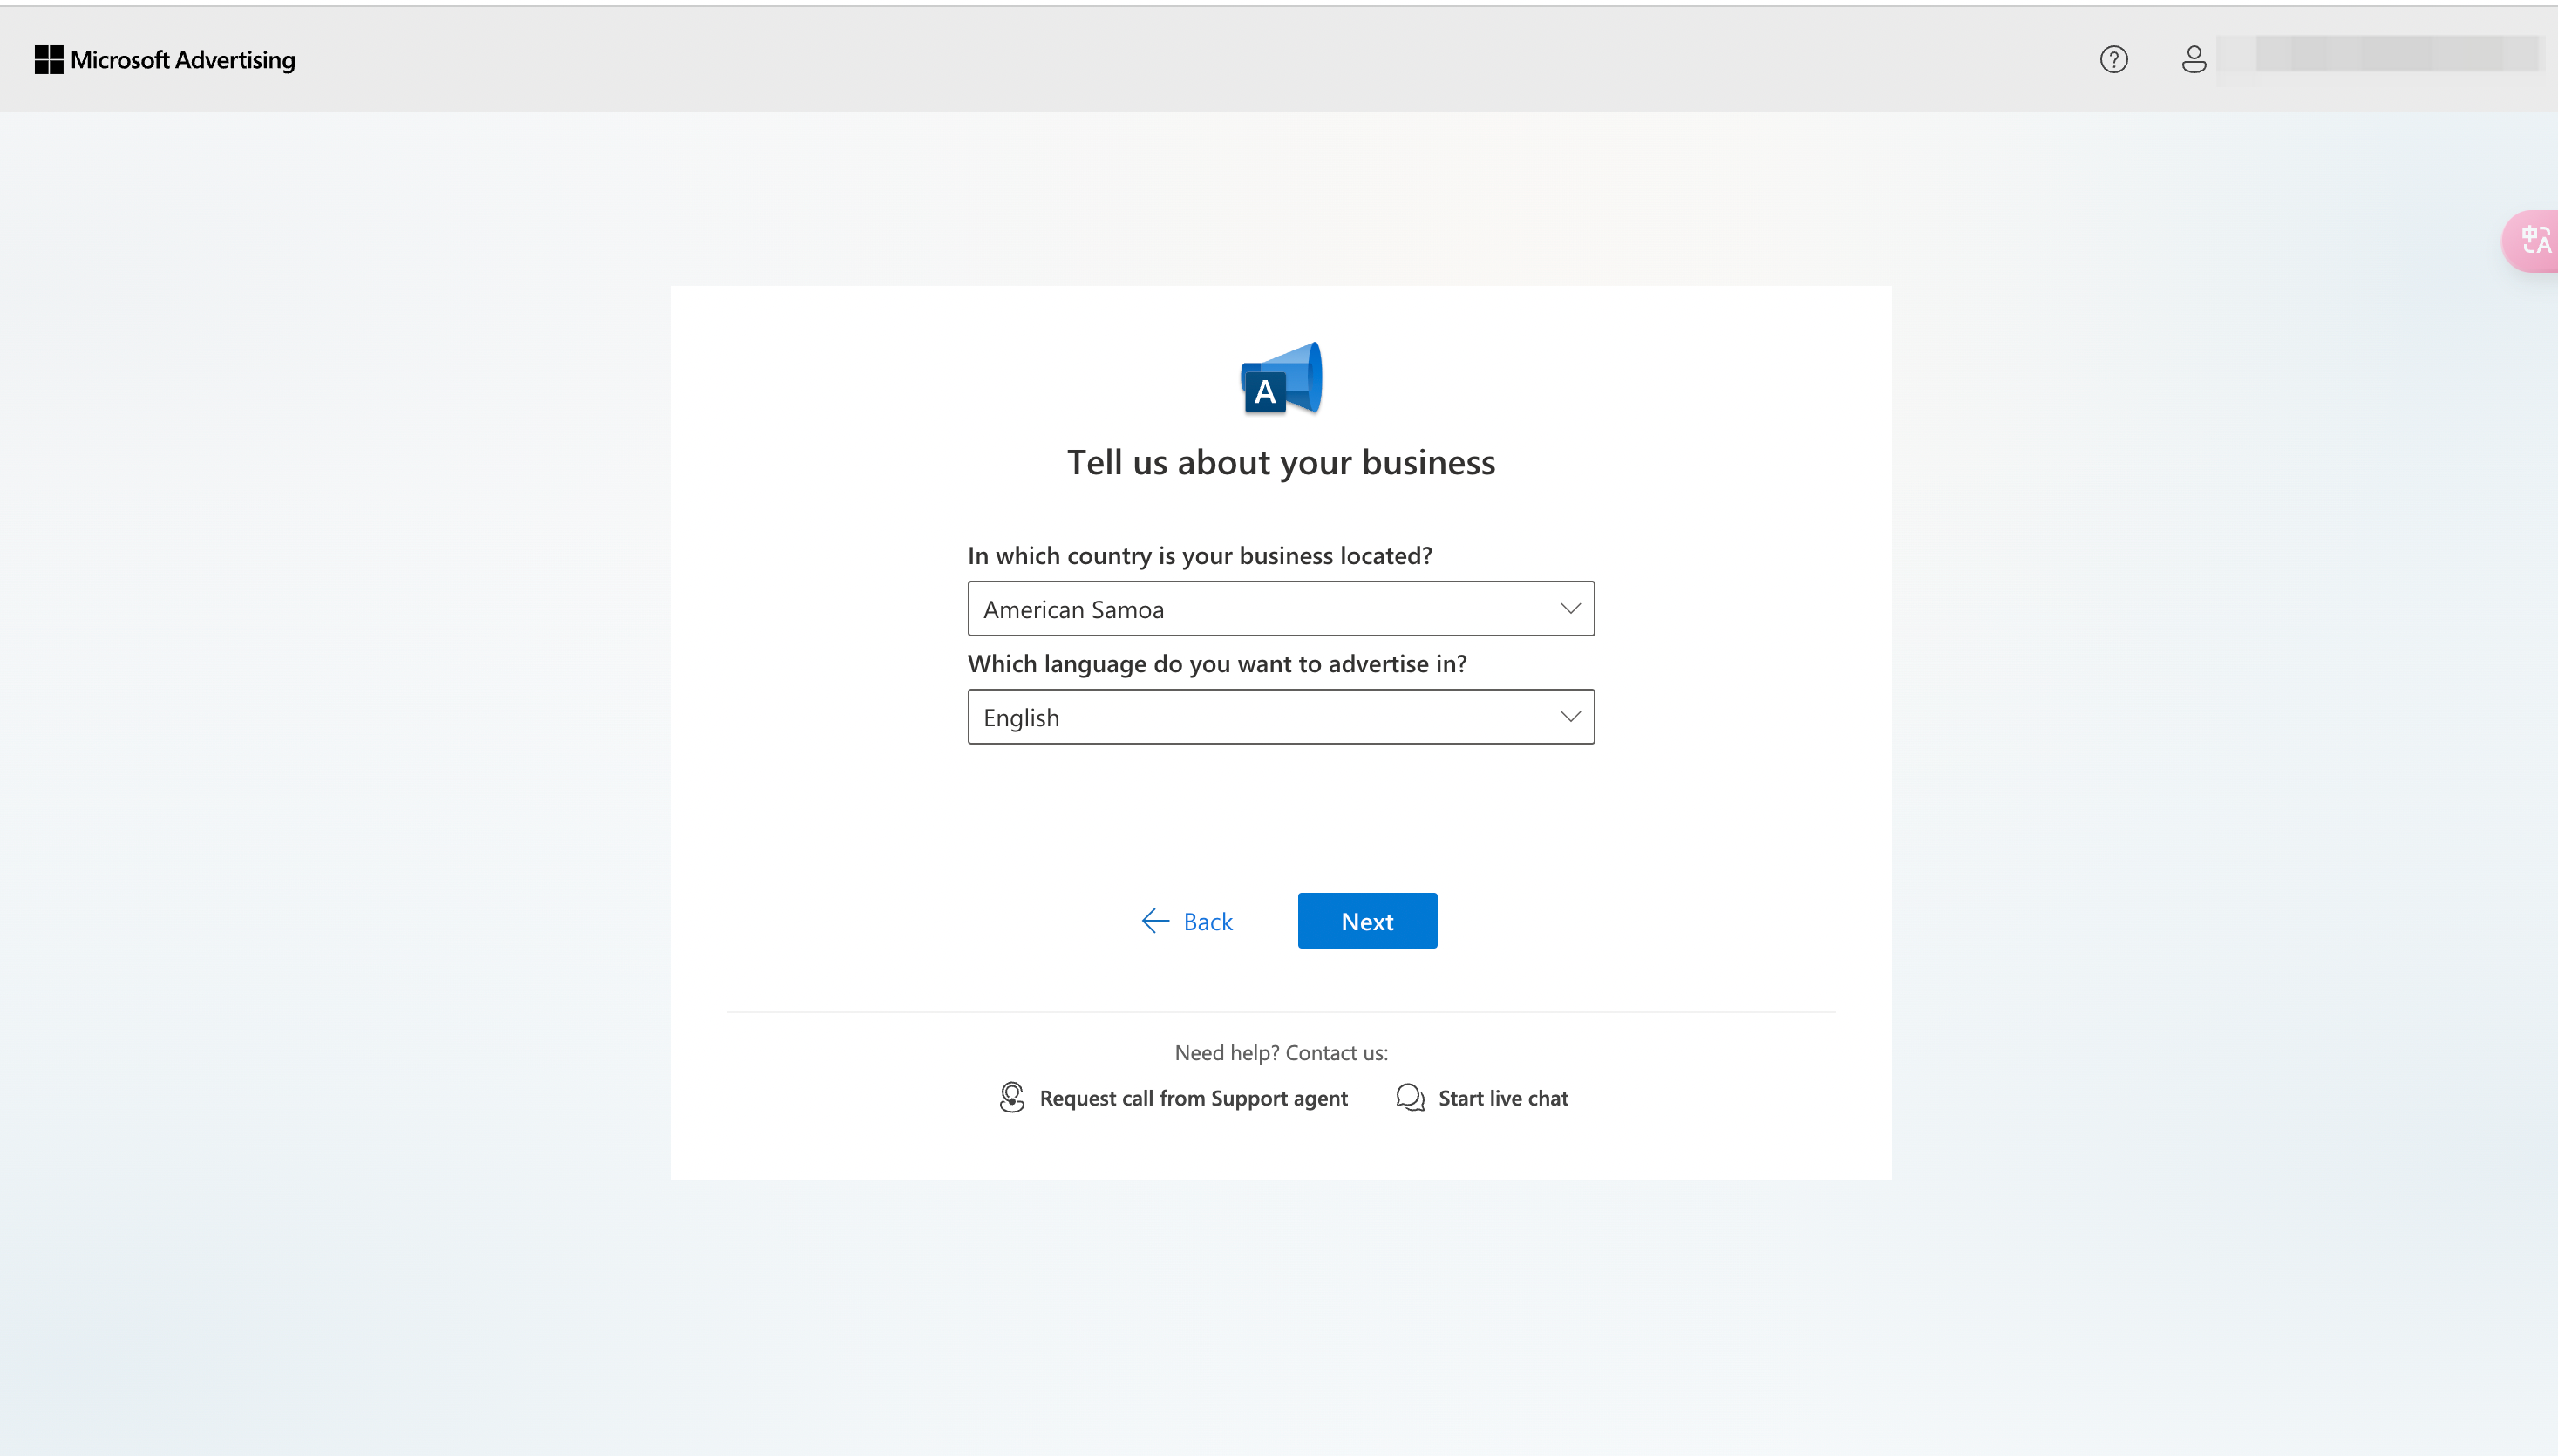 Microsoft Advertising
?
中A
A
Tell us about your business
In which country is your business located?
American Samoa
Which language do you want to advertise in?
English
Back
Next
Need help? Contact us:
Request call from Support agent
Start live chat